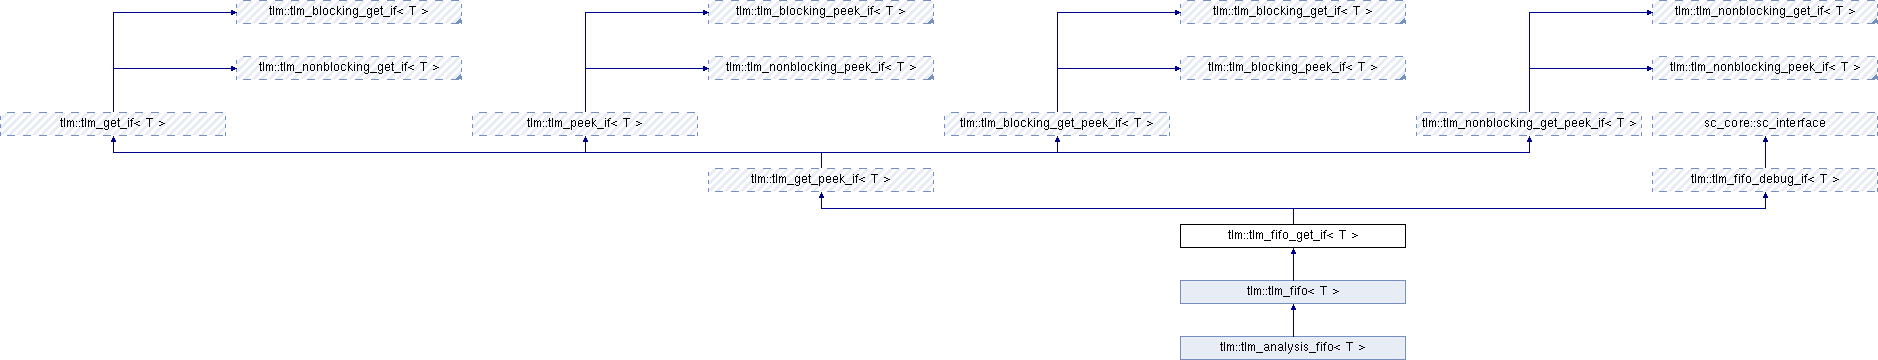 tlm::tlm_blocking_get_if< T >
tlm::tlm_blocking_peek_if< T >
tlm::tlm_blocking_get_if< T >
tlm::tlm_nonblocking_get_if< T >
tlm::tlm_nonblocking_get_if< T >
tlm::tlm_nonblocking_peek_if< T >
tlm::tlm_blocking_peek_if< T >
tlm::tlm_nonblocking_peek_if< T >
tlm::tlm_get_if< T >
tlm::tlm_peek_if< T >
tlm::tlm_blocking_get_peek_if< T >
tlm::tlm_nonblocking_get_peek_if< T >
sc_core::sc_interface
tlm::tlm_get_peek_if< T >
tlm::tlm_fifo_debug_if< T >
tlm::tlm_fifo_get_if< T >
tlm::tlm_fifo< T >
tlm::tlm_analysis_fifo< T >